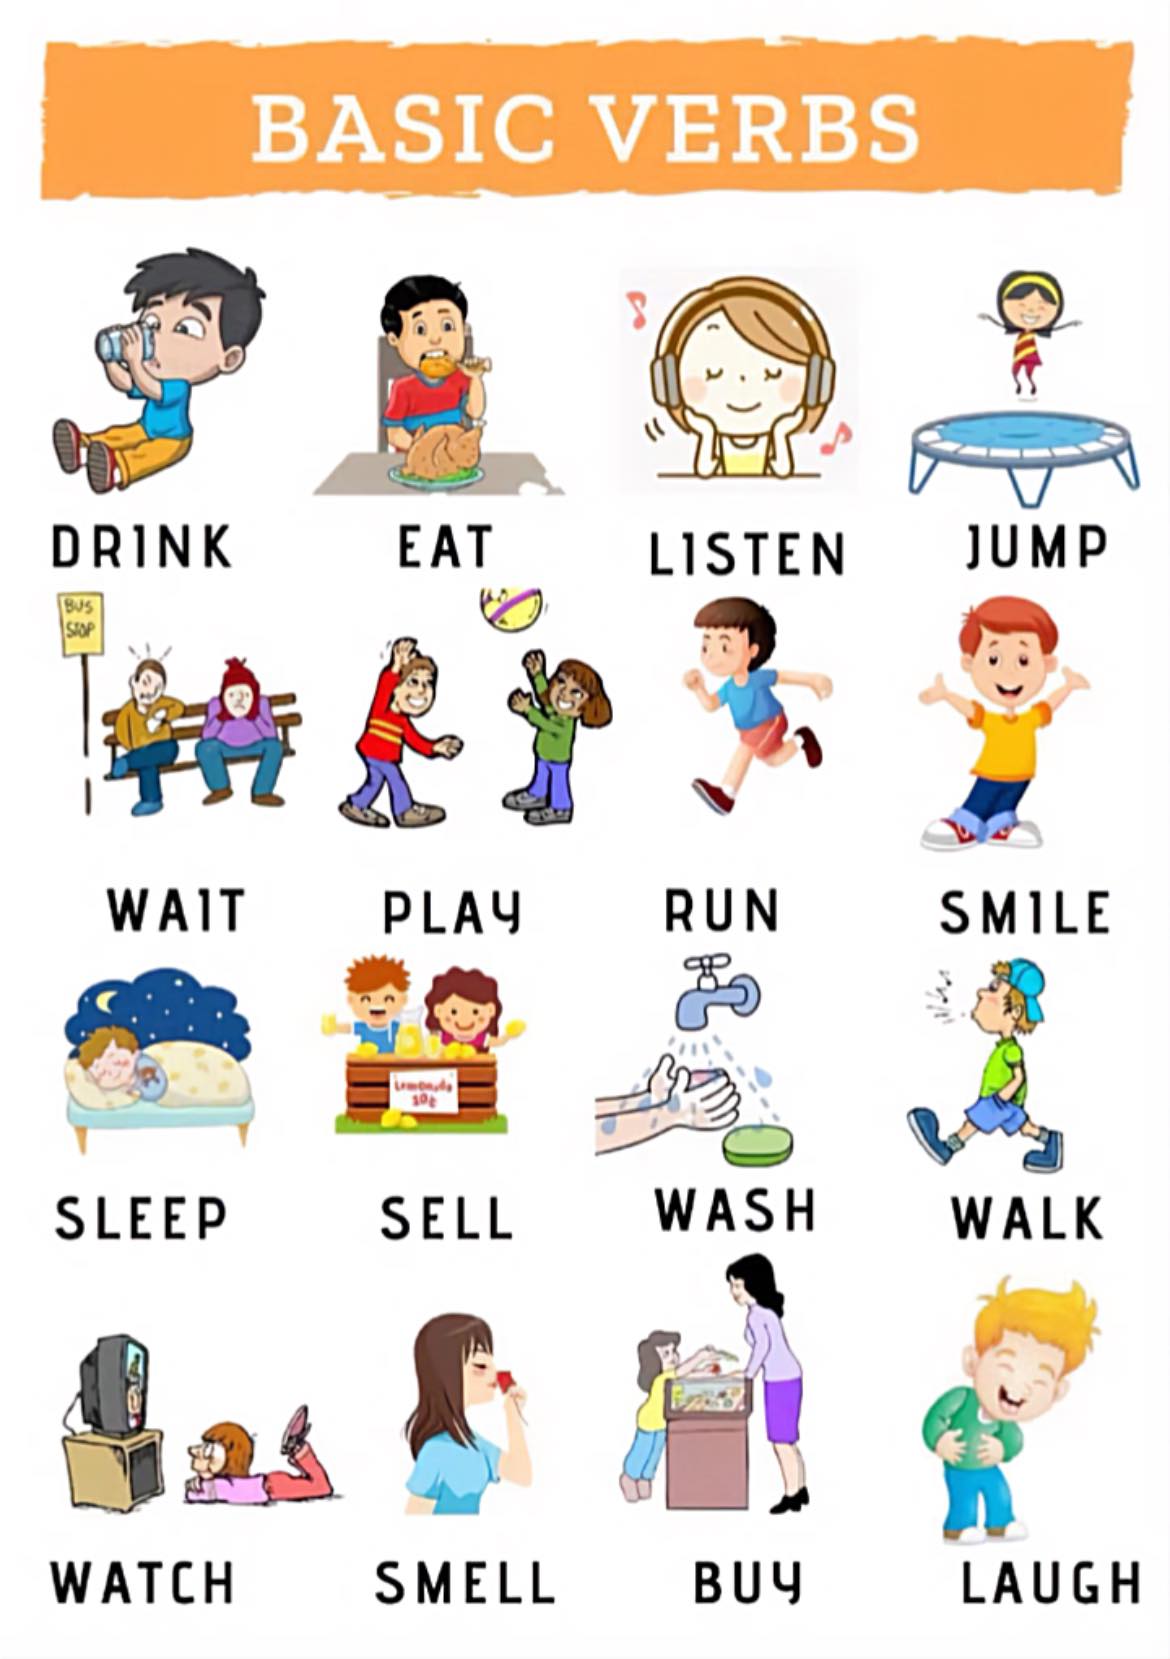 BASIC VERBS
DRINK
EAT
LISTEN
JUMP
BUS
STOP
WAIT
PLAY
RUN
SMILE
Lemonade
10¢
SLEEP
SELL
WASH
WALK
WATCH
SMELL
BUY
LAUGH